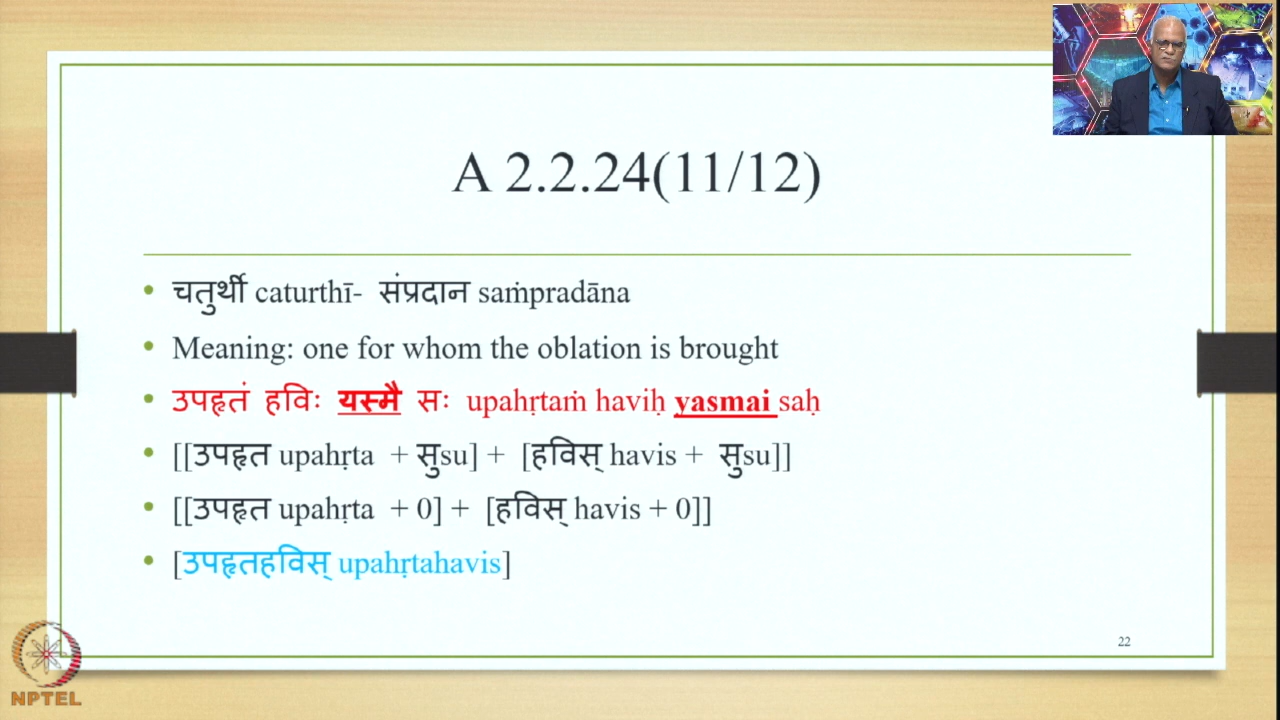 A 2.2.24(11/12)
चतुर्थी caturthī- संप्रदान saṁpradāna
Meaning: one for whom the oblation is brought
उपहृतं हविः यस्मै सः upahṛtaṁ haviḥ yasmai saḥ
[[उपहृत upahṛta + सुsu] + [हविस् havis + सुsu]]
[[उपहृत upahṛta + 0] + [हविस् havis + 0]]
[उपहृतहविस् upahṛtahavis]
22
NPTEL